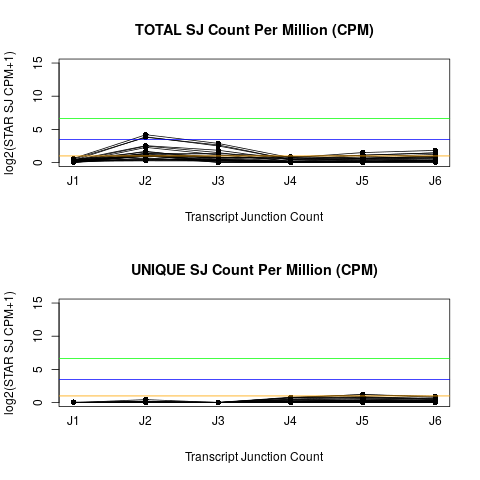 TOTAL SJ Count Per Million (CPM)
log2(STAR SJ CPM+1)
15
10
5
0
J1 J2 J3 J4 J5 J6
Transcript Junction Count
UNIQUE SJ Count Per Million (CPM)
log2(STAR SJ CPM+1)
15
10
5
0
J1 J2 J3 J4 J5 J6
Transcript Junction Count